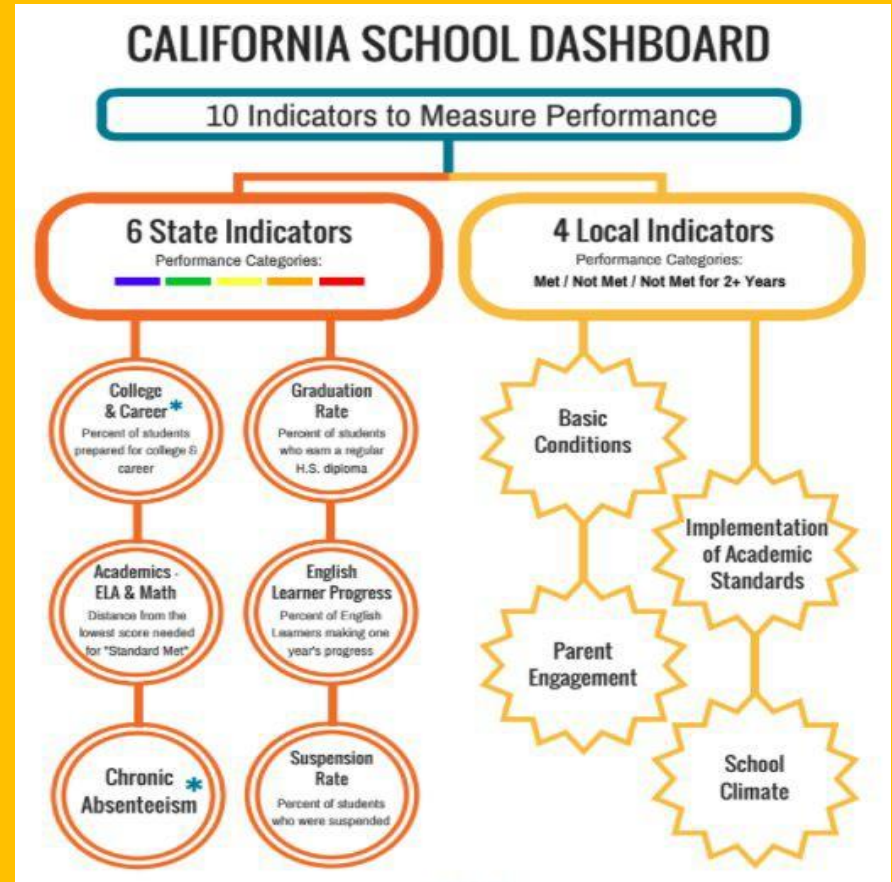 CALIFORNIA SCHOOL DASHBOARD
10 Indicators to Measure Performance
6 State Indicators
Performance Categories:
4 Local Indicators
Performance Categories:
Met / Not Met / Not Met for 2+ Years
College
& Career*
Percent of students
prepared for college &
career
Graduation
Rate
Percent of students
who earn a regular
H.S. diploma
Basic
Conditions
Implementation
of Academic
Standards
Academics -
ELA & Math
Distance from the
lowest score needed
for "Standard Met"
English
Learner Progress
Percent of English
Learners making one
year's progress
Parent
Engagement
Chronic
Absenteeism*
Suspension
Rate
Percent of students
who were suspended
School
Climate